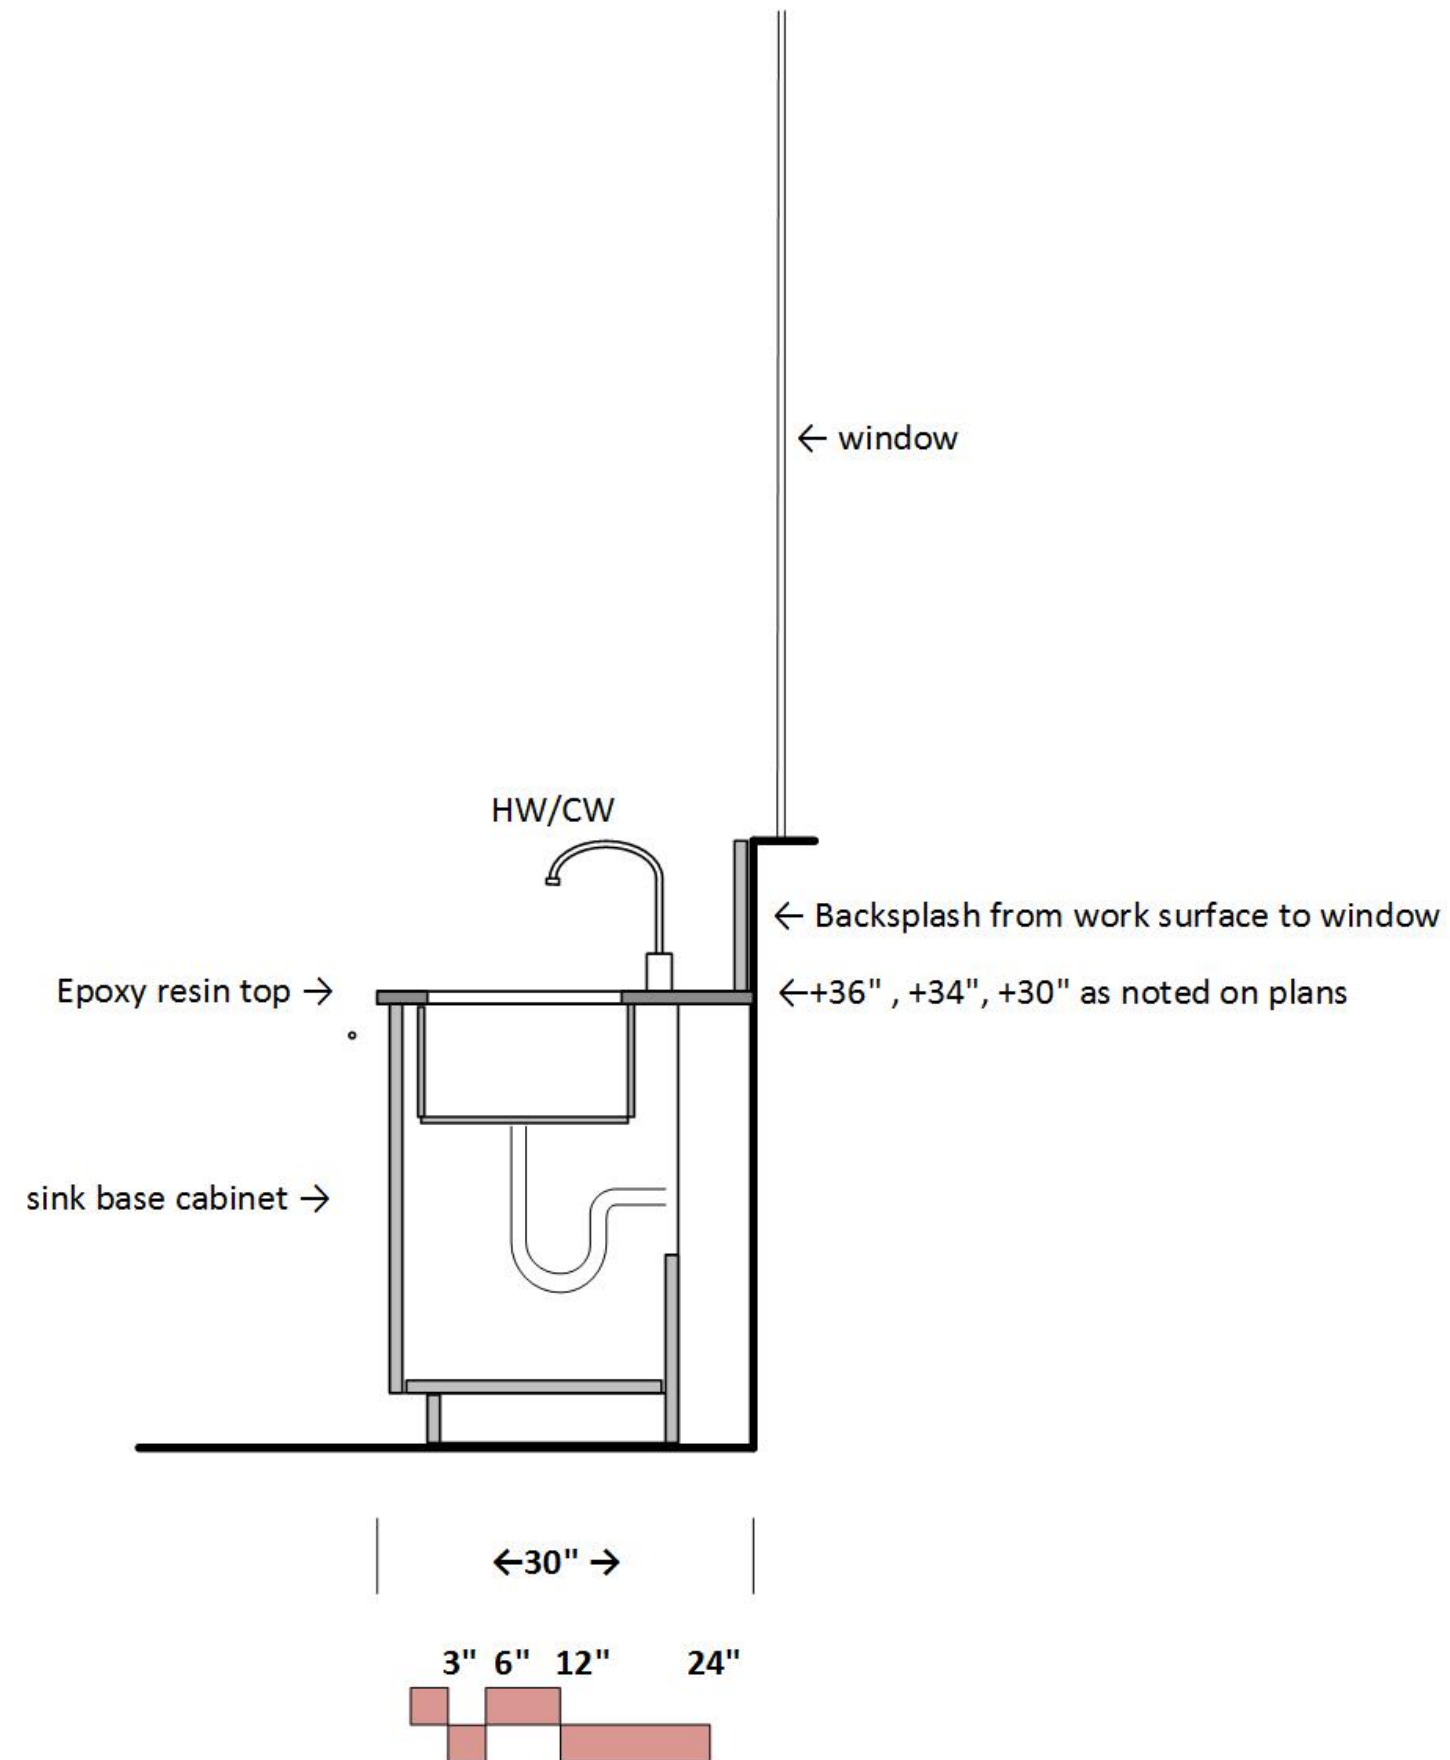 ← window
HW/CW
← Backsplash from work surface to window
Epoxy resin top →
←+36" , +34", +30" as noted on plans
sink base cabinet →
←30" →
3" 6" 12" 24"